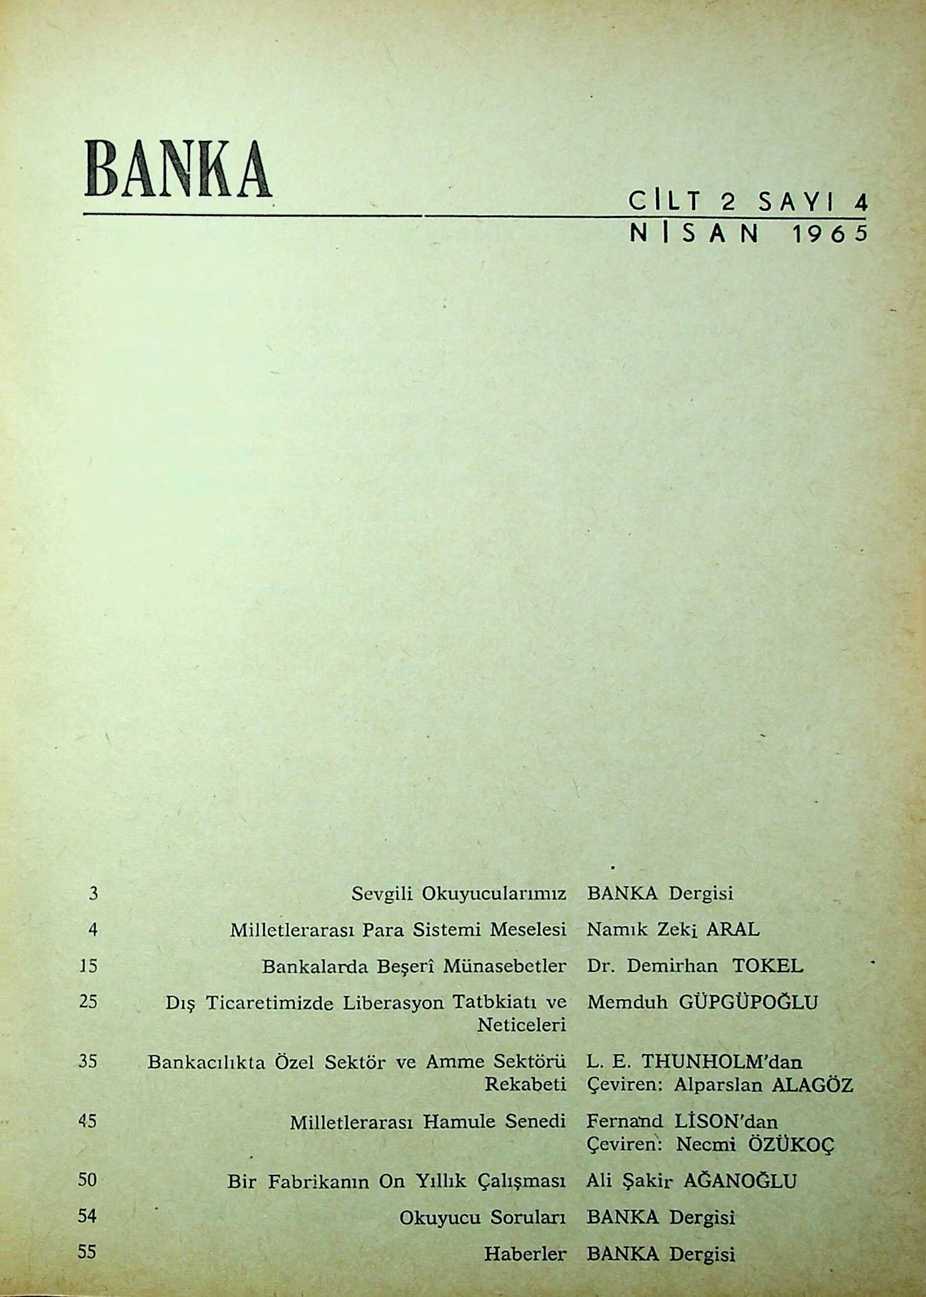 BANKA
CİLT 2 SAYI 4
NİSAN 1965
3 Sevgili Okuyucularımız BANKA Dergisi
4 Milletlerarası Para Sistemi Meselesi Namık Zeki ARAL
15 Bankalarda Beşerî Münasebetler Dr. Demirhan TOKEL
25 Dış Ticaretimizde Liberasyon Tatbkiatı ve Memduh GÜPGÜPOĞLU
Neticeleri
35 Bankacılıkta Özel Sektör ve Amme Sektörü L. E. THUNHOLM'dan
Rekabeti Çeviren: Alparslan ALAGÖZ
45 Milletlerarası Hamule Senedi Fernand LİSON'dan
Çeviren: Necmi ÖZÜKOÇ
50 Bir Fabrikanın On Yıllık Çalışması Ali Şakir AĞANOĞLU
54 Okuyucu Soruları BANKA Dergisi
55 Haberler BANKA Dergisi